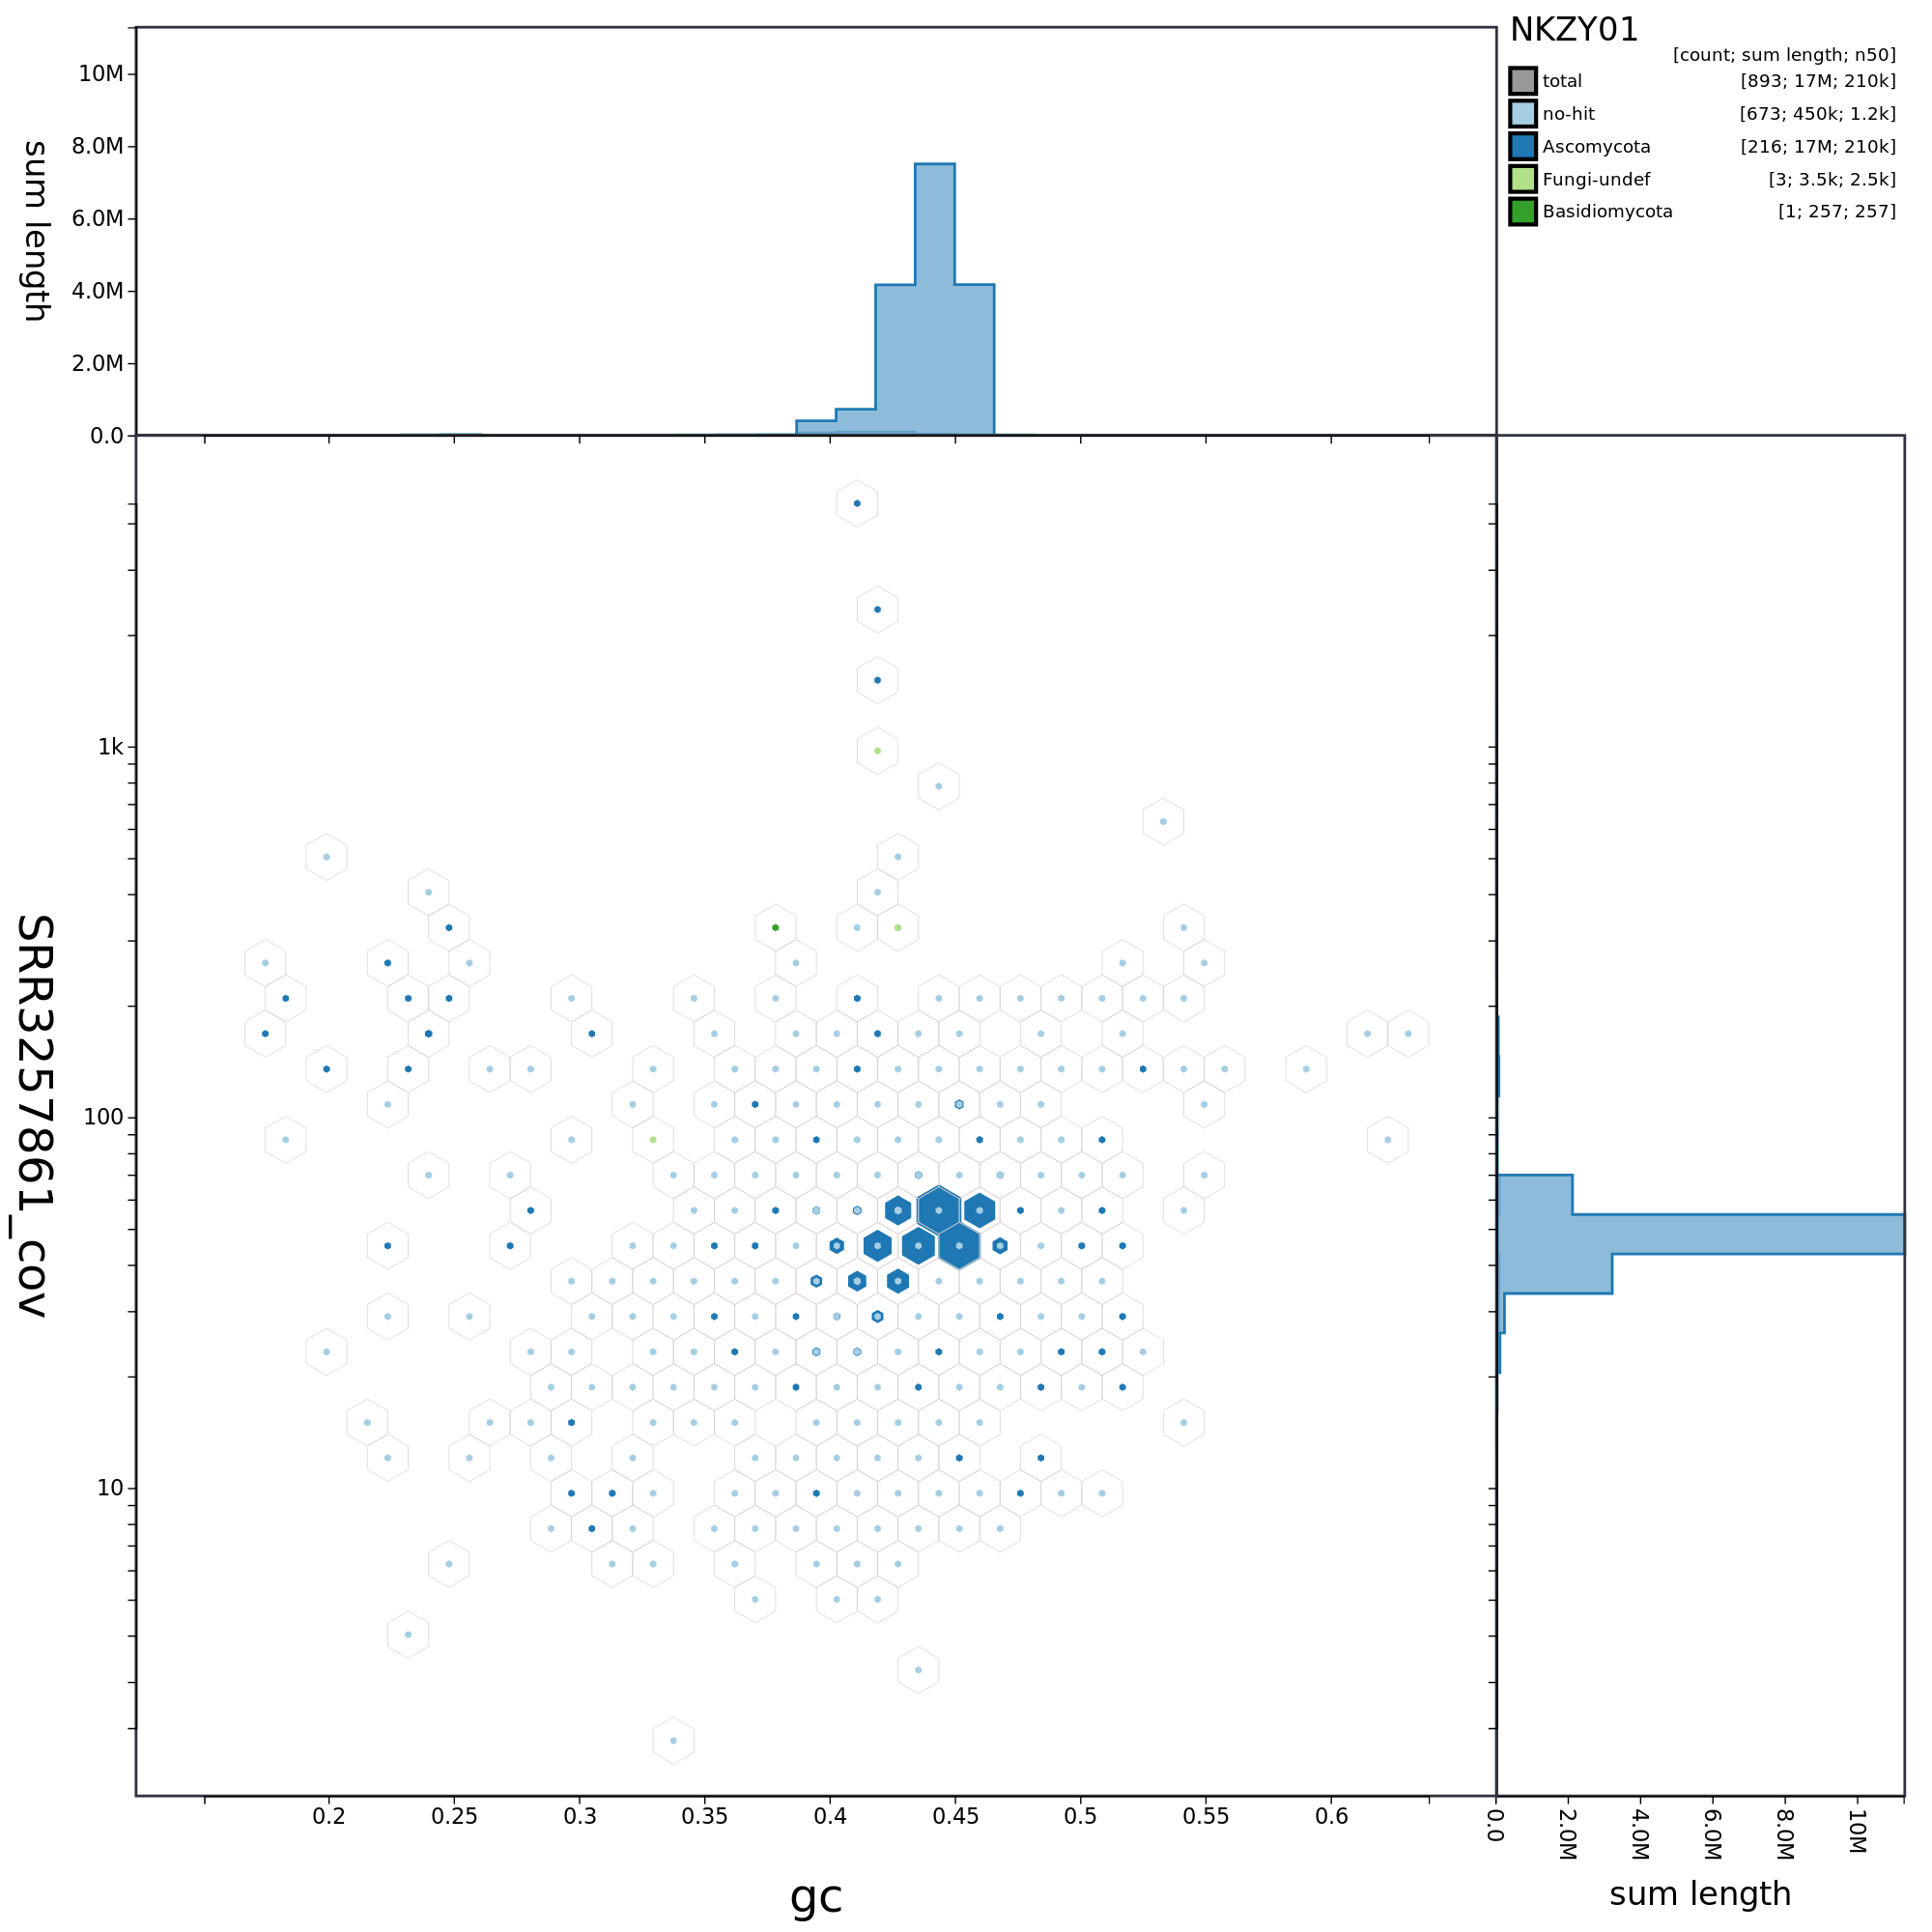 NKZY01
[count; sum length; n50]
total [893; 17M; 210k]
no-hit [673; 450k; 1.2k]
Ascomycota [216; 17M; 210k]
Fungi-undef [3; 3.5k; 2.5k]
Basidiomycota [1; 257; 257]
sum length
10M
8.0M
6.0M
4.0M
2.0M
0.0
SRR3257861_cov
1k
100
10
0.2 0.25 0.3 0.35 0.4 0.45 0.5 0.55 0.6
gc
0.0 2.0M 4.0M 6.0M 8.0M 10M
sum length